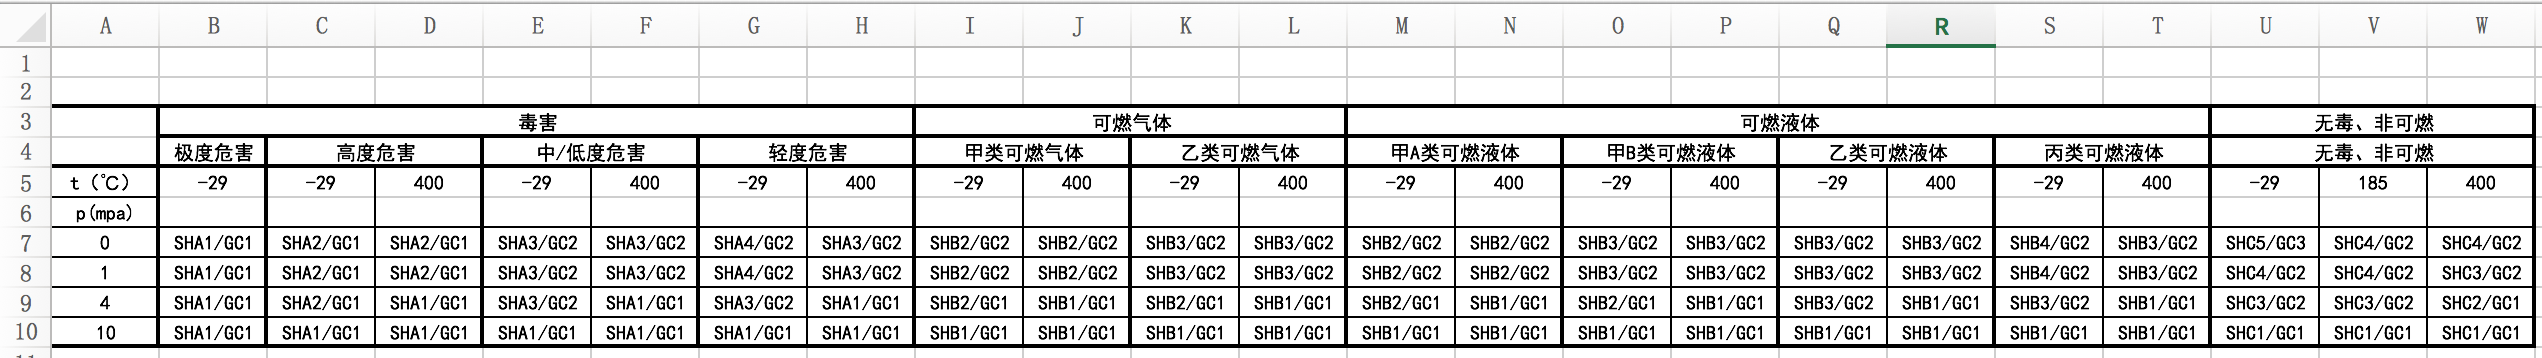 A B C D E F G H I J K L M N O P Q R S T U V W
1
2
3 毒害 可燃气体 可燃液体 无毒、非可燃
4 极度危害 高度危害 中/低度危害 轻度危害 甲类可燃气体 乙类可燃气体 甲A类可燃液体 甲B类可燃液体 乙类可燃液体 丙类可燃液体 无毒、非可燃
5 t（℃） -29 -29 400 -29 400 -29 400 -29 400 -29 400 -29 400 -29 400 -29 400 -29 400 -29 185 400
6 p(mpa)
7 0 SHA1/GC1 SHA2/GC1 SHA2/GC1 SHA3/GC2 SHA3/GC2 SHA4/GC2 SHA3/GC2 SHB2/GC2 SHB2/GC2 SHB3/GC2 SHB3/GC2 SHB2/GC2 SHB2/GC2 SHB3/GC2 SHB3/GC2 SHB3/GC2 SHB3/GC2 SHB4/GC2 SHB3/GC2 SHC5/GC3 SHC4/GC2 SHC4/GC2
8 1 SHA1/GC1 SHA2/GC1 SHA2/GC1 SHA3/GC2 SHA3/GC2 SHA4/GC2 SHA3/GC2 SHB2/GC2 SHB2/GC2 SHB3/GC2 SHB3/GC2 SHB2/GC2 SHB2/GC2 SHB3/GC2 SHB3/GC2 SHB3/GC2 SHB3/GC2 SHB4/GC2 SHB3/GC2 SHC4/GC2 SHC4/GC2 SHC3/GC2
9 4 SHA1/GC1 SHA2/GC1 SHA1/GC1 SHA3/GC2 SHA1/GC1 SHA3/GC2 SHA1/GC1 SHB2/GC1 SHB1/GC1 SHB2/GC1 SHB1/GC1 SHB2/GC1 SHB1/GC1 SHB2/GC1 SHB1/GC1 SHB3/GC2 SHB1/GC1 SHB3/GC2 SHB1/GC1 SHC3/GC2 SHC3/GC2 SHC2/GC1
10 10 SHA1/GC1 SHA1/GC1 SHA1/GC1 SHA1/GC1 SHA1/GC1 SHA1/GC1 SHA1/GC1 SHB1/GC1 SHB1/GC1 SHB1/GC1 SHB1/GC1 SHB1/GC1 SHB1/GC1 SHB1/GC1 SHB1/GC1 SHB1/GC1 SHB1/GC1 SHB1/GC1 SHB1/GC1 SHC1/GC1 SHC1/GC1 SHC1/GC1